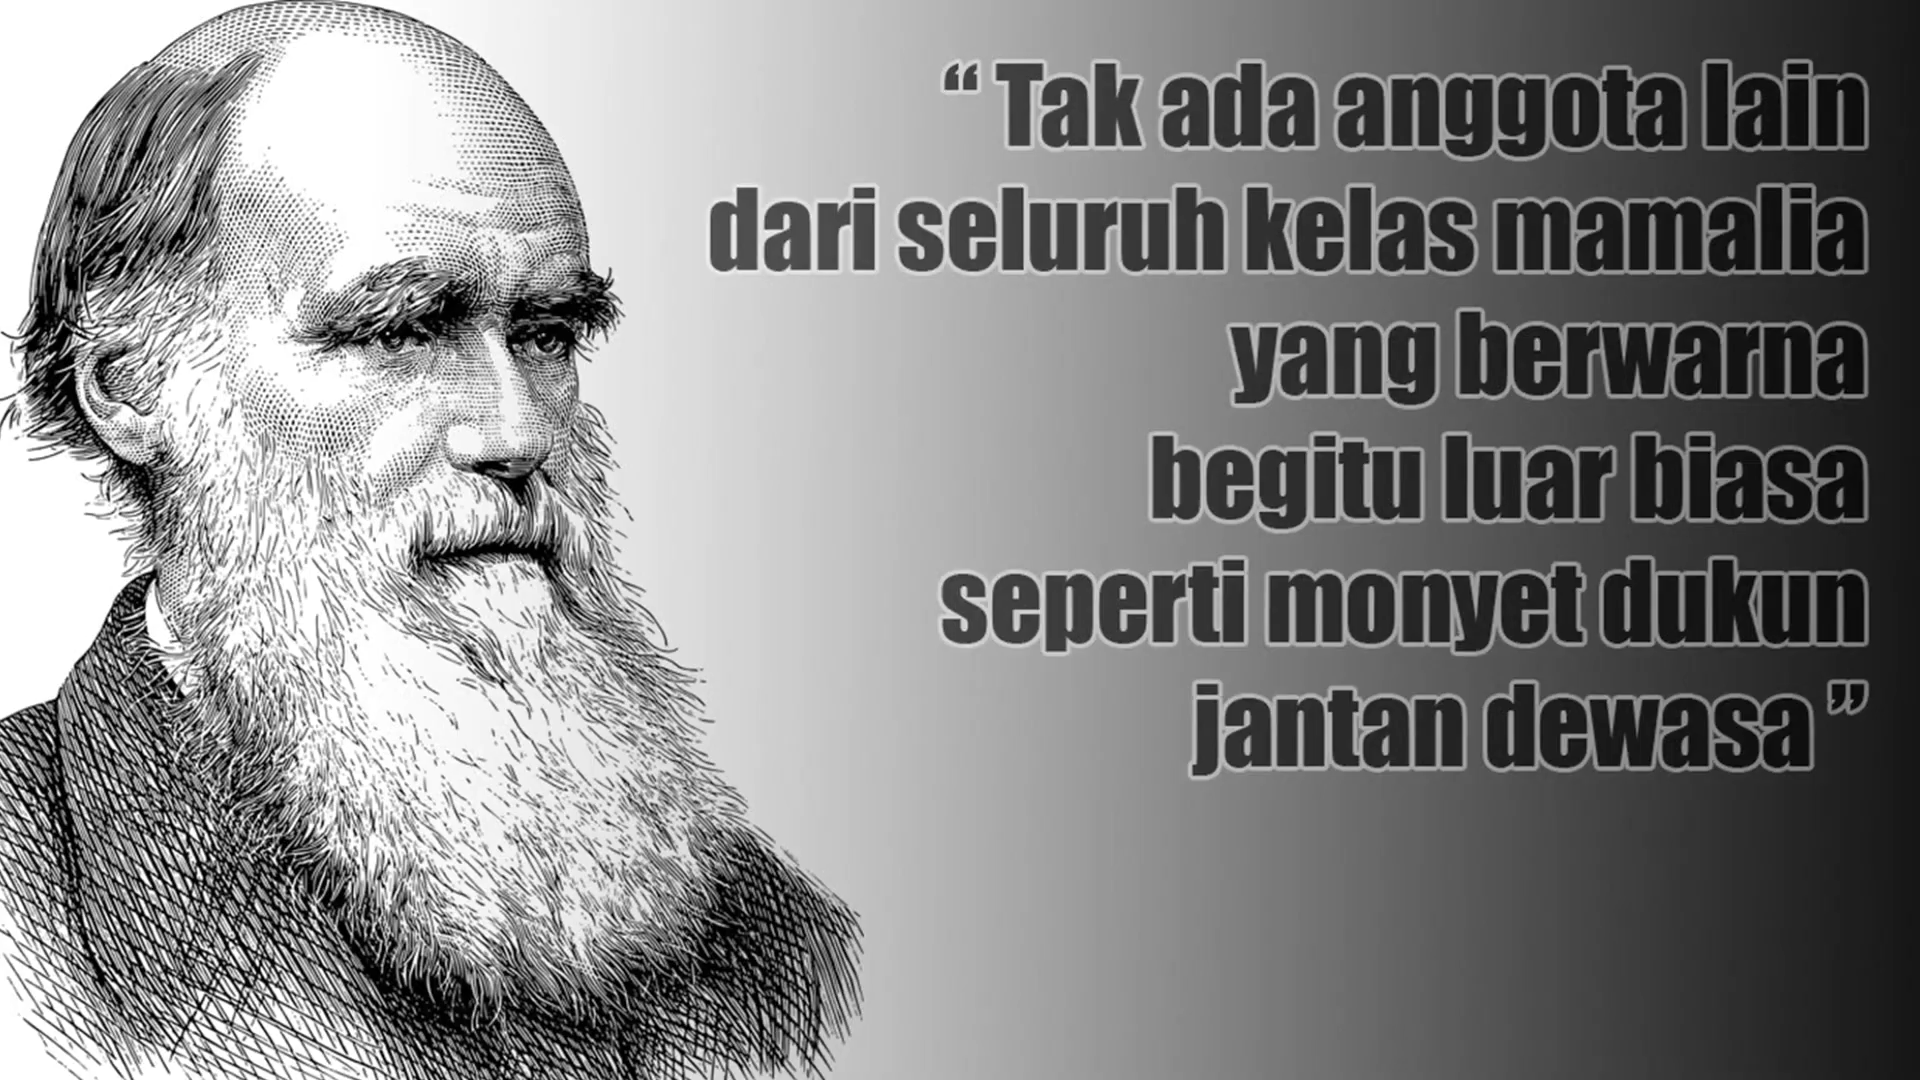 “ Tak ada anggota lain
dari seluruh kelas mamalia
yang berwarna
begitu luar biasa
seperti monyet dukun
jantan dewasa ”